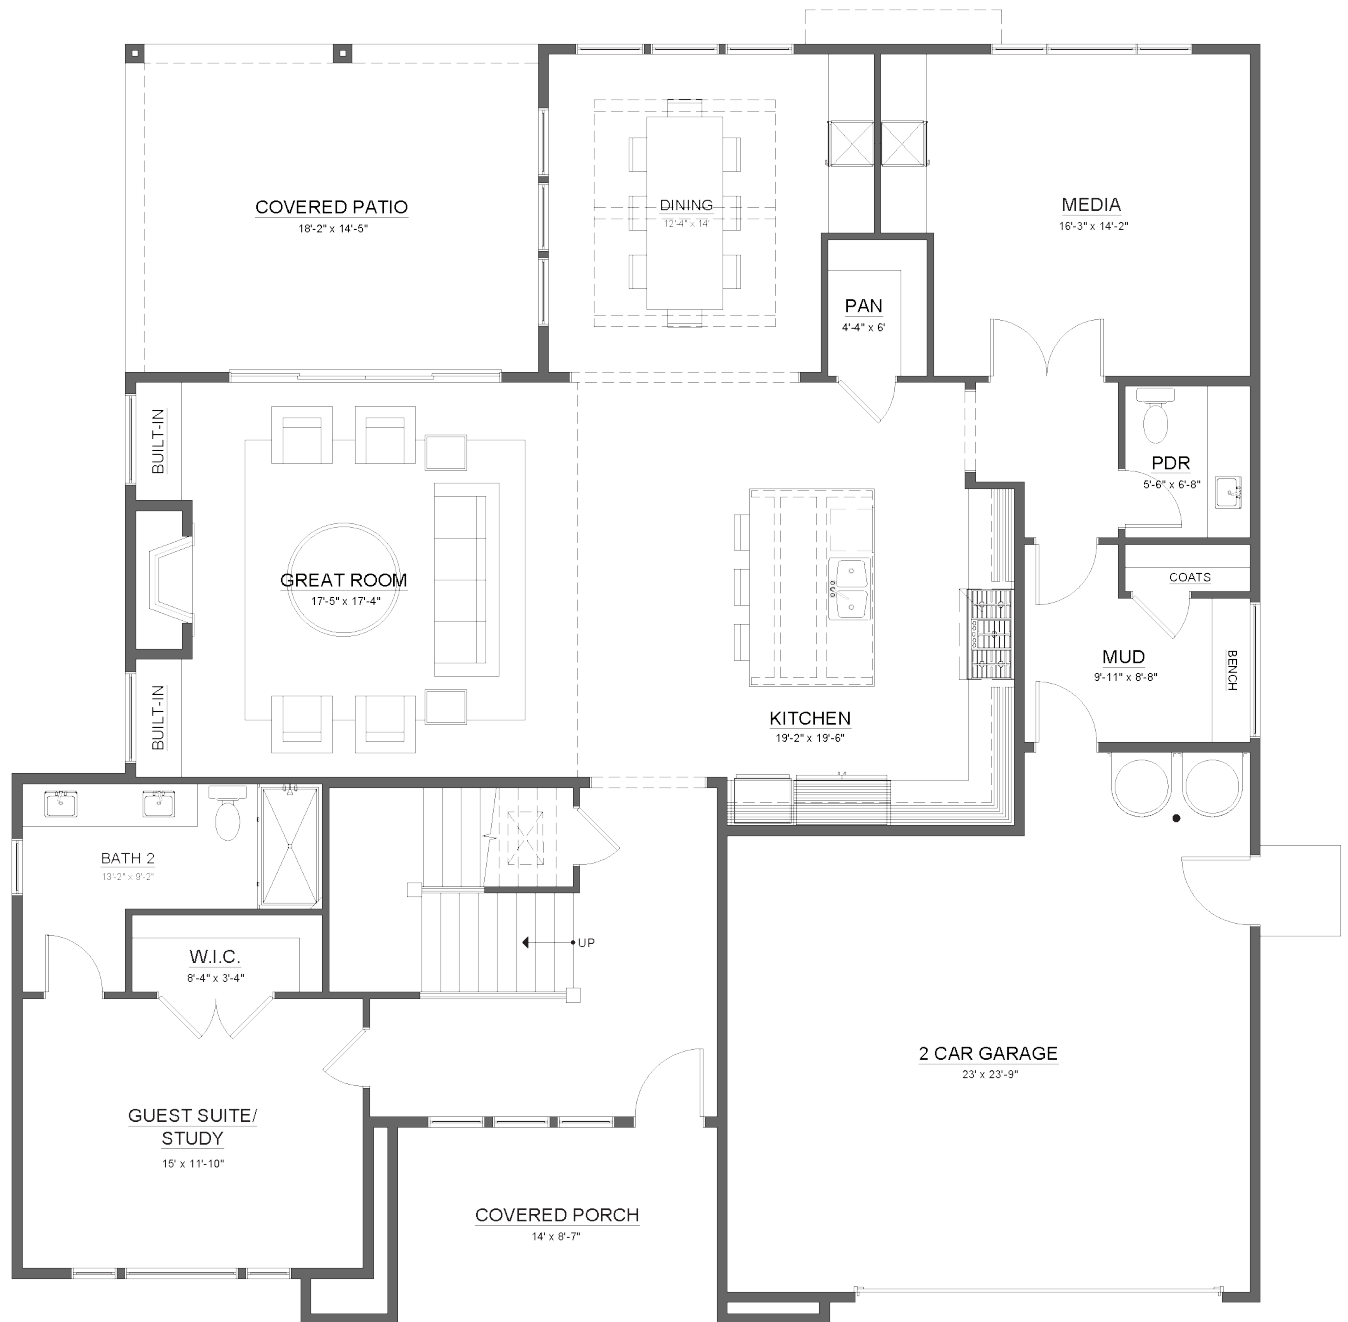 COVERED PATIO
18'-2" x 14'-5"
DINING
12'-4" x 14'
MEDIA
16'-3" x 14'-2"
PAN
4'-4" x 6'
BUILT-IN
PDR
5'-6" x 6'-8"
GREAT ROOM
17'-5" x 17'-4"
COATS
MUD
9'-11" x 8'-8"
BENCH
BUILT-IN
KITCHEN
19'-2" x 19'-6"
BATH 2
13'-2" x 9'-2"
W.I.C.
8'-4" x 3'-4"
UP
2 CAR GARAGE
23' x 23'-9"
GUEST SUITE/
STUDY
15' x 11'-10"
COVERED PORCH
14' x 8'-7"